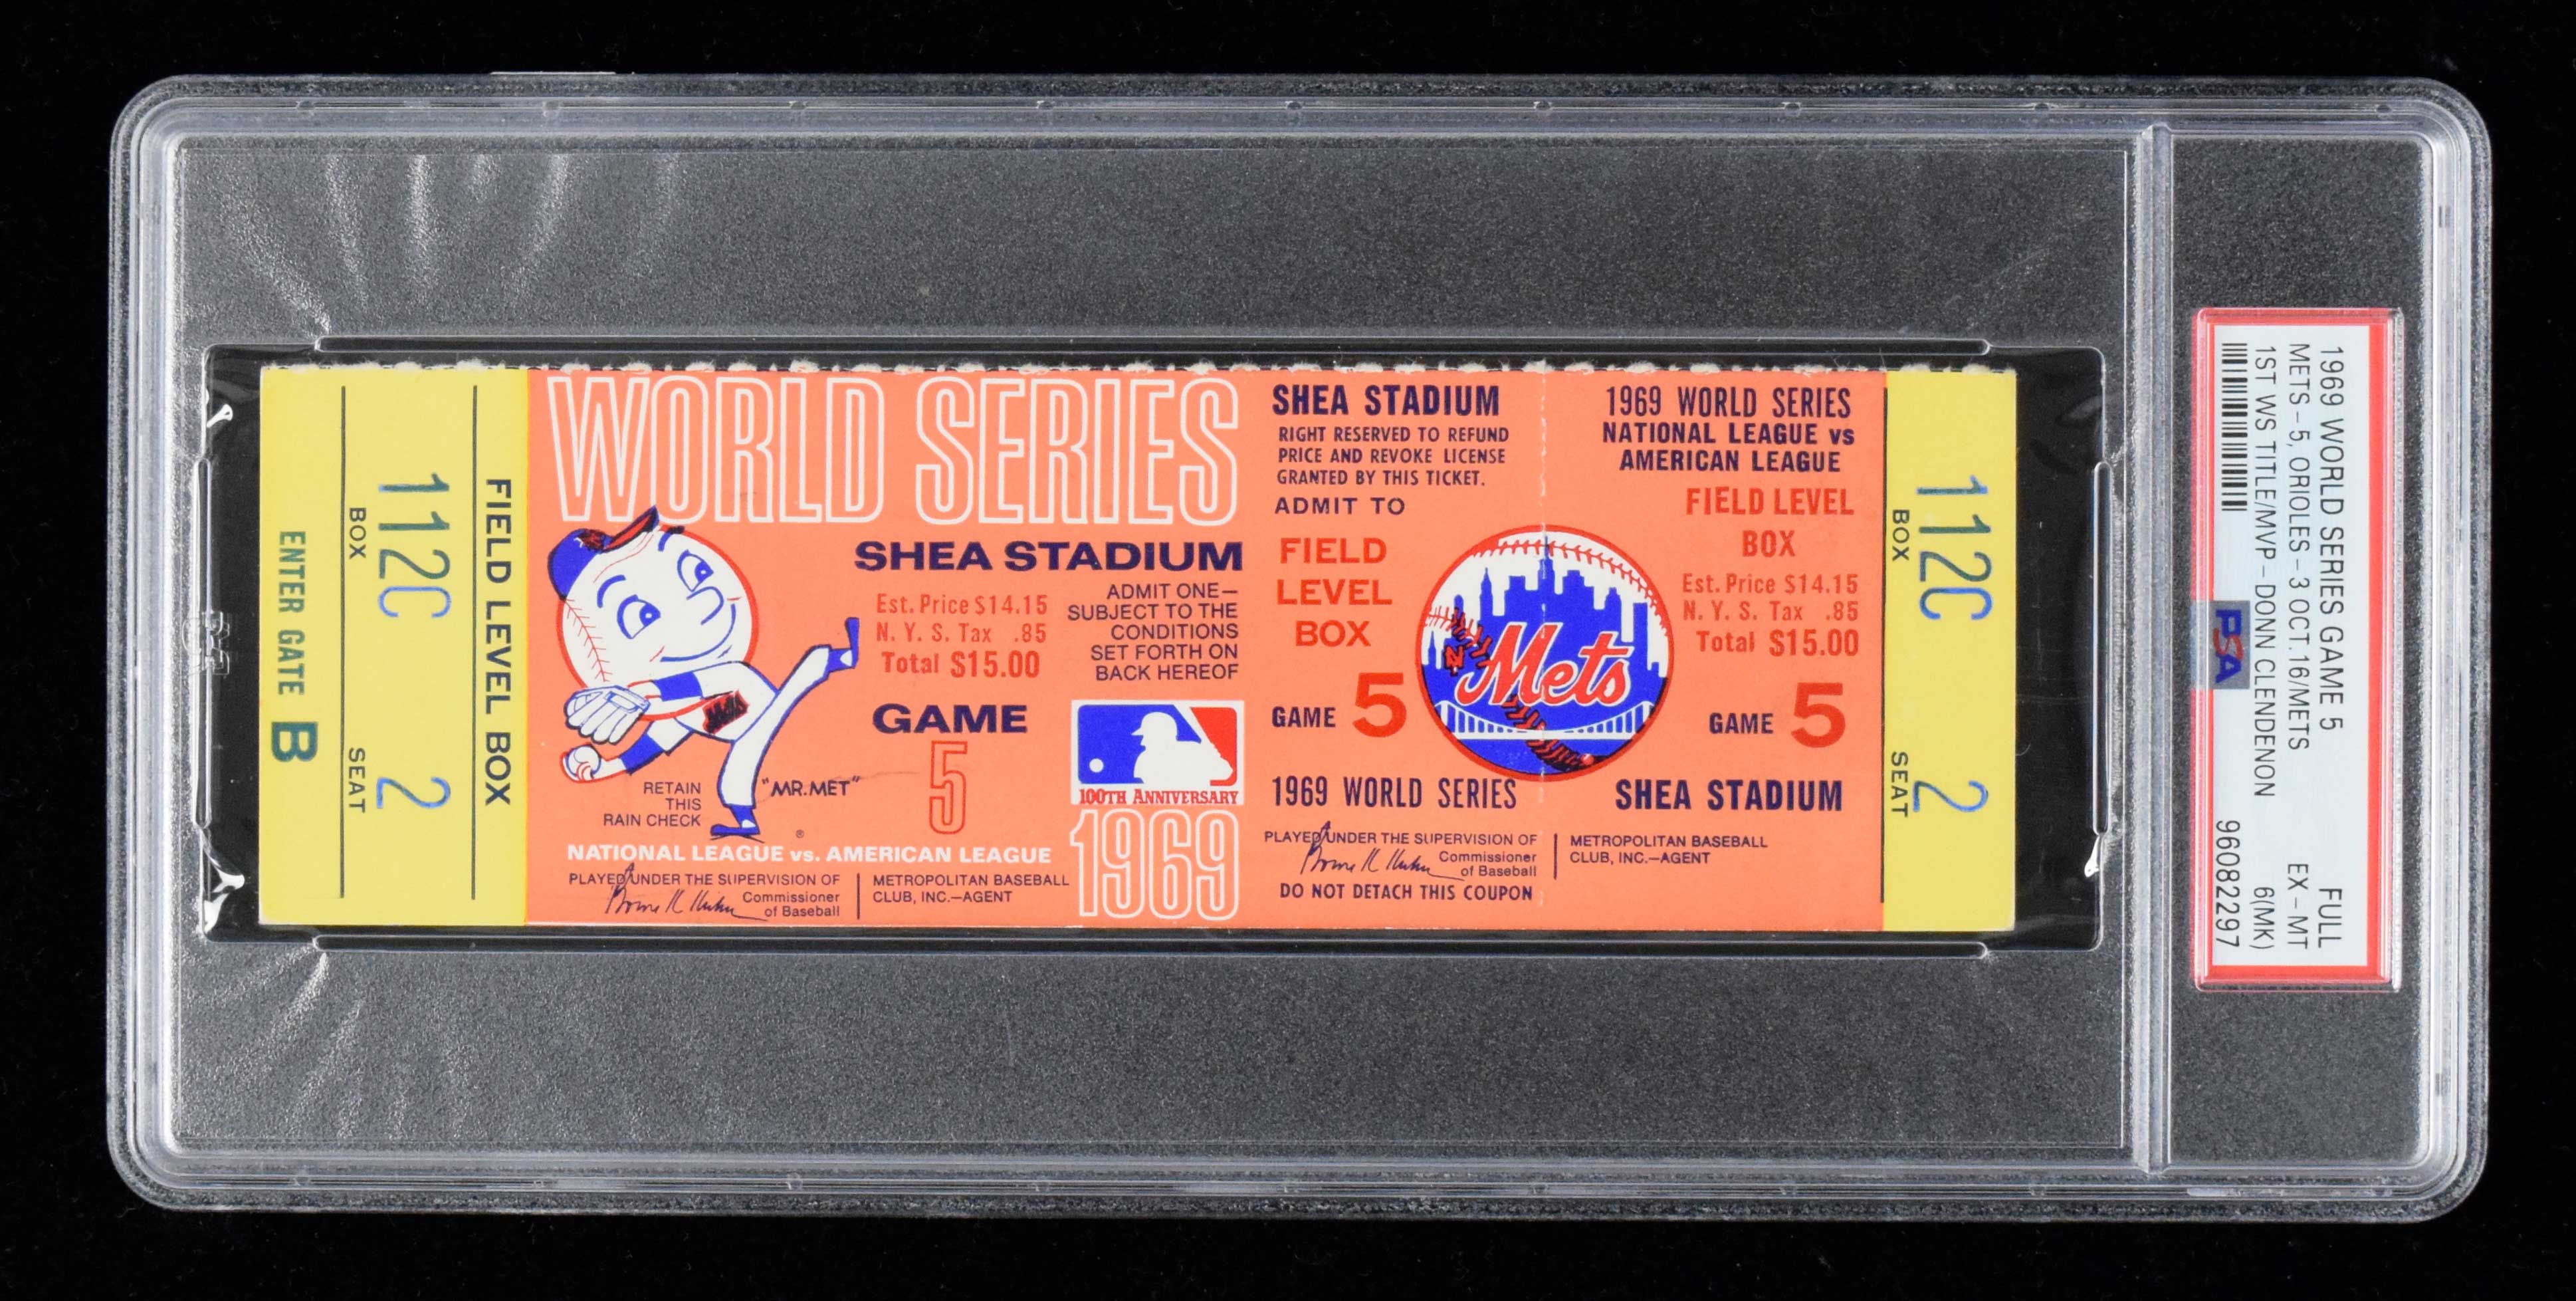 ENTER GATE B
BOX SEAT
112C 2
FIELD LEVEL BOX
WORLD SERIES
SHEA STADIUM
Est. Price $14.15
N. Y. S. Tax .85
Total $15.00
ADMIT ONE—
SUBJECT TO THE
CONDITIONS
SET FORTH ON
BACK HEREOF
GAME
5
RETAIN
THIS
RAIN CHECK
"MR. MET"
®
100TH ANNIVERSARY
1969
NATIONAL LEAGUE vs. AMERICAN LEAGUE
PLAYED UNDER THE SUPERVISION OF
Commissioner
of Baseball
METROPOLITAN BASEBALL
CLUB, INC.—AGENT
SHEA STADIUM
RIGHT RESERVED TO REFUND
PRICE AND REVOKE LICENSE
GRANTED BY THIS TICKET.
ADMIT TO
FIELD
LEVEL
BOX
GAME 5
1969 WORLD SERIES
PLAYED UNDER THE SUPERVISION OF
Commissioner
of Baseball
DO NOT DETACH THIS COUPON
Mets
1969 WORLD SERIES
NATIONAL LEAGUE vs
AMERICAN LEAGUE
FIELD LEVEL
BOX
Est. Price $14.15
N. Y. S. Tax .85
Total $15.00
GAME 5
SHEA STADIUM
METROPOLITAN BASEBALL
CLUB, INC.—AGENT
112C 2
BOX SEAT
1969 WORLD SERIES GAME 5 FULL
METS - 5, ORIOLES - 3 OCT. 16/METS EX - MT
1ST WS TITLE/MVP - DONN CLENDENON 6(MK)
PSA 96082297